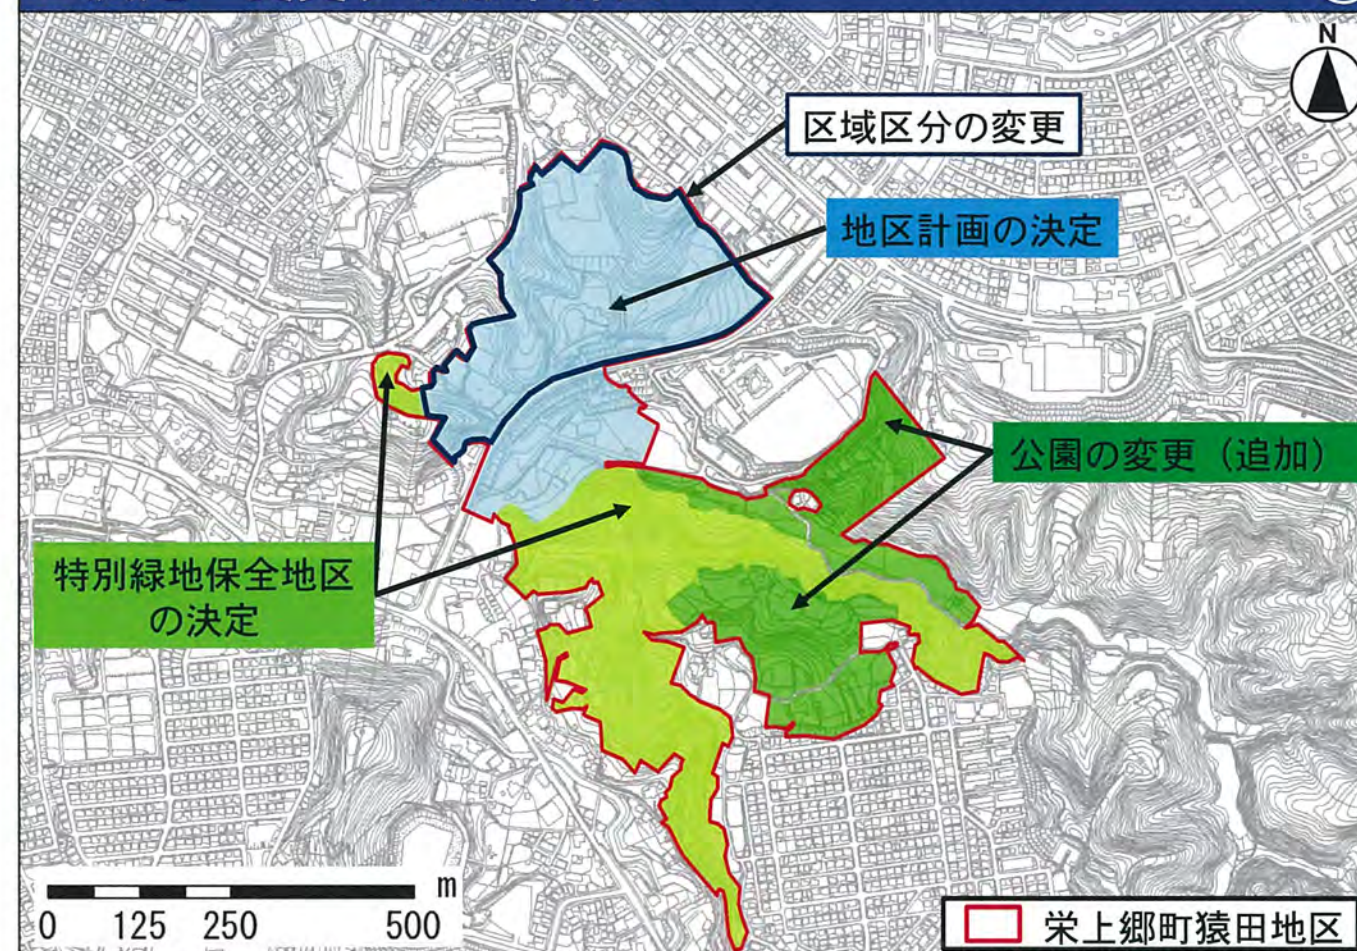 N
区域区分の変更
地区計画の決定
公園の変更（追加）
特別緑地保全地区
の決定
m
0 125 250 500
栄上郷町猿田地区